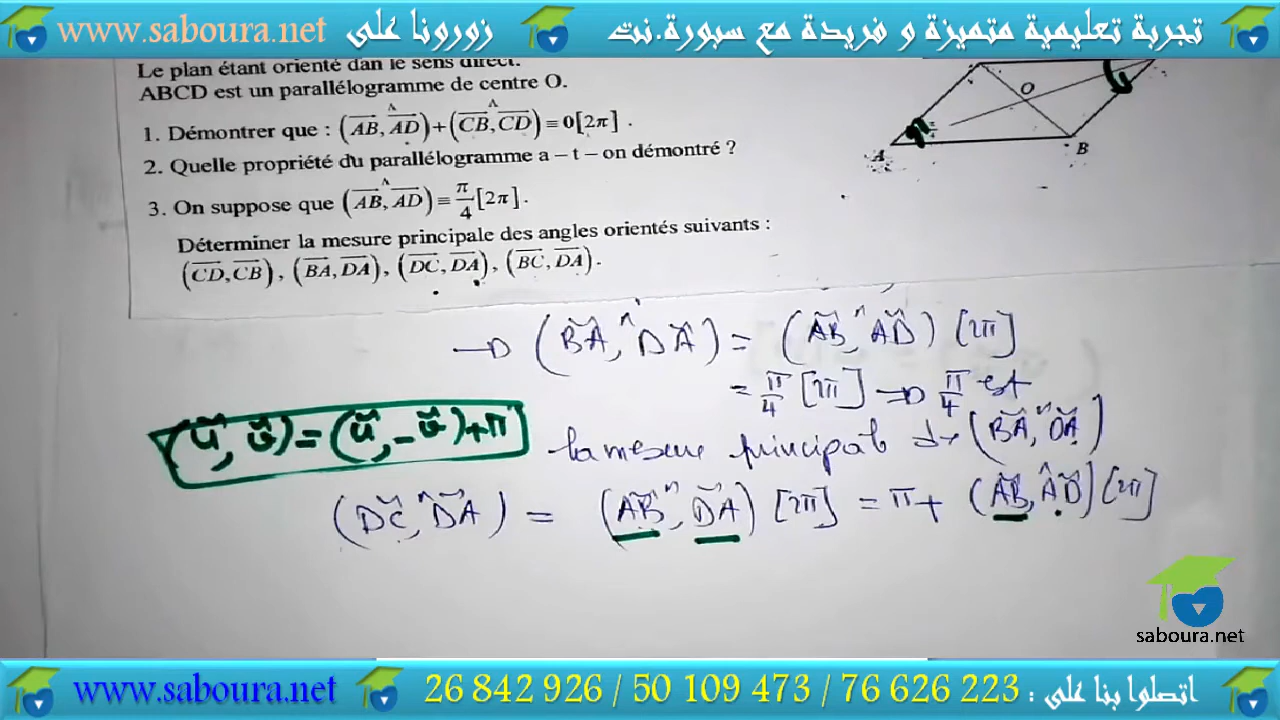 www.saboura.net زورونا على تجربة تعليمية متميزة و فريدة مع سبورة.نت
Le plan étant orienté dan le sens direct.
ABCD est un parallélogramme de centre O.
1. Démontrer que : (AB, AD)+(CB, CD)≡0[2π] .
2. Quelle propriété du parallélogramme a – t – on démontré ?
3. On suppose que (AB, AD)≡π/4[2π].
Déterminer la mesure principale des angles orientés suivants :
(CD,CB) , (BA,DA), (DC,DA), (BC,DA).
O
A
B
(BA, DA) = (AB, AD) [2π]
= π/4 [2π] → π/4 est
(u, v) = (u, -v)+π
la mesure principale de (BA, DA)
(DC, DA) = (AB, DA) [2π] = π + (AB, AD) [2π]
saboura.net
www.saboura.net 26 842 926 / 50 109 473 / 76 626 223 : اتصلوا بنا على